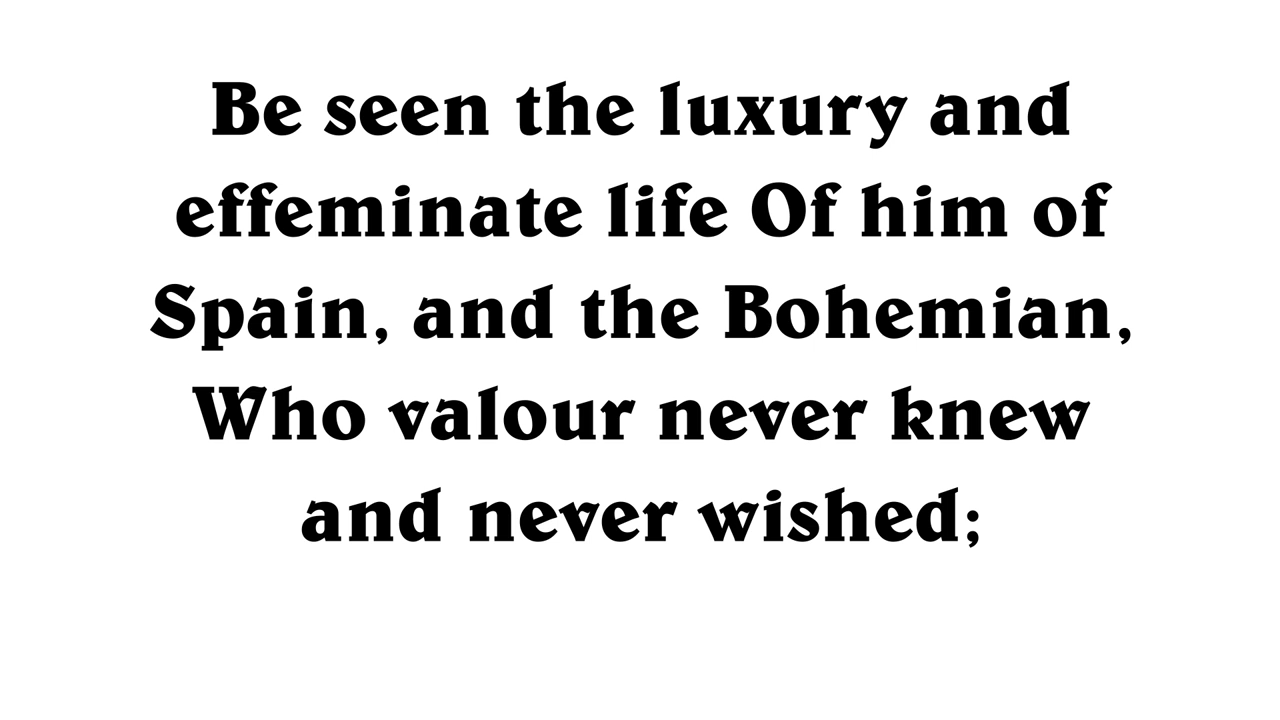 Be seen the luxury and
effeminate life Of him of
Spain, and the Bohemian,
Who valour never knew
and never wished;